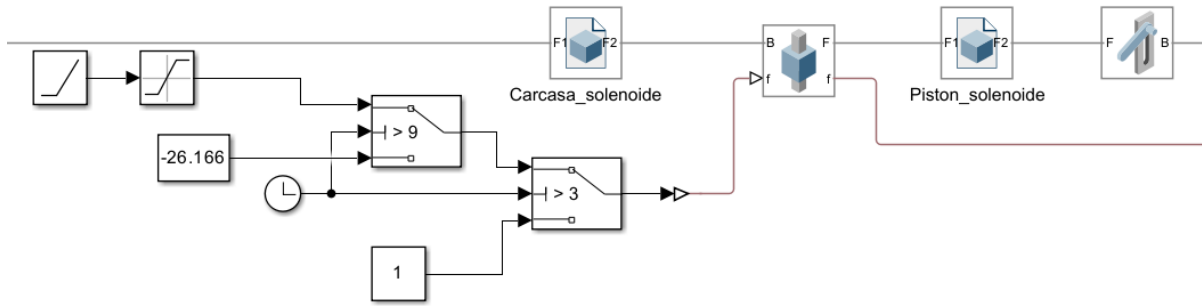 F1 F2
Carcasa_solenoide
B F
f f
F1 F2
Piston_solenoide
F B
> 9
-26.166
> 3
1